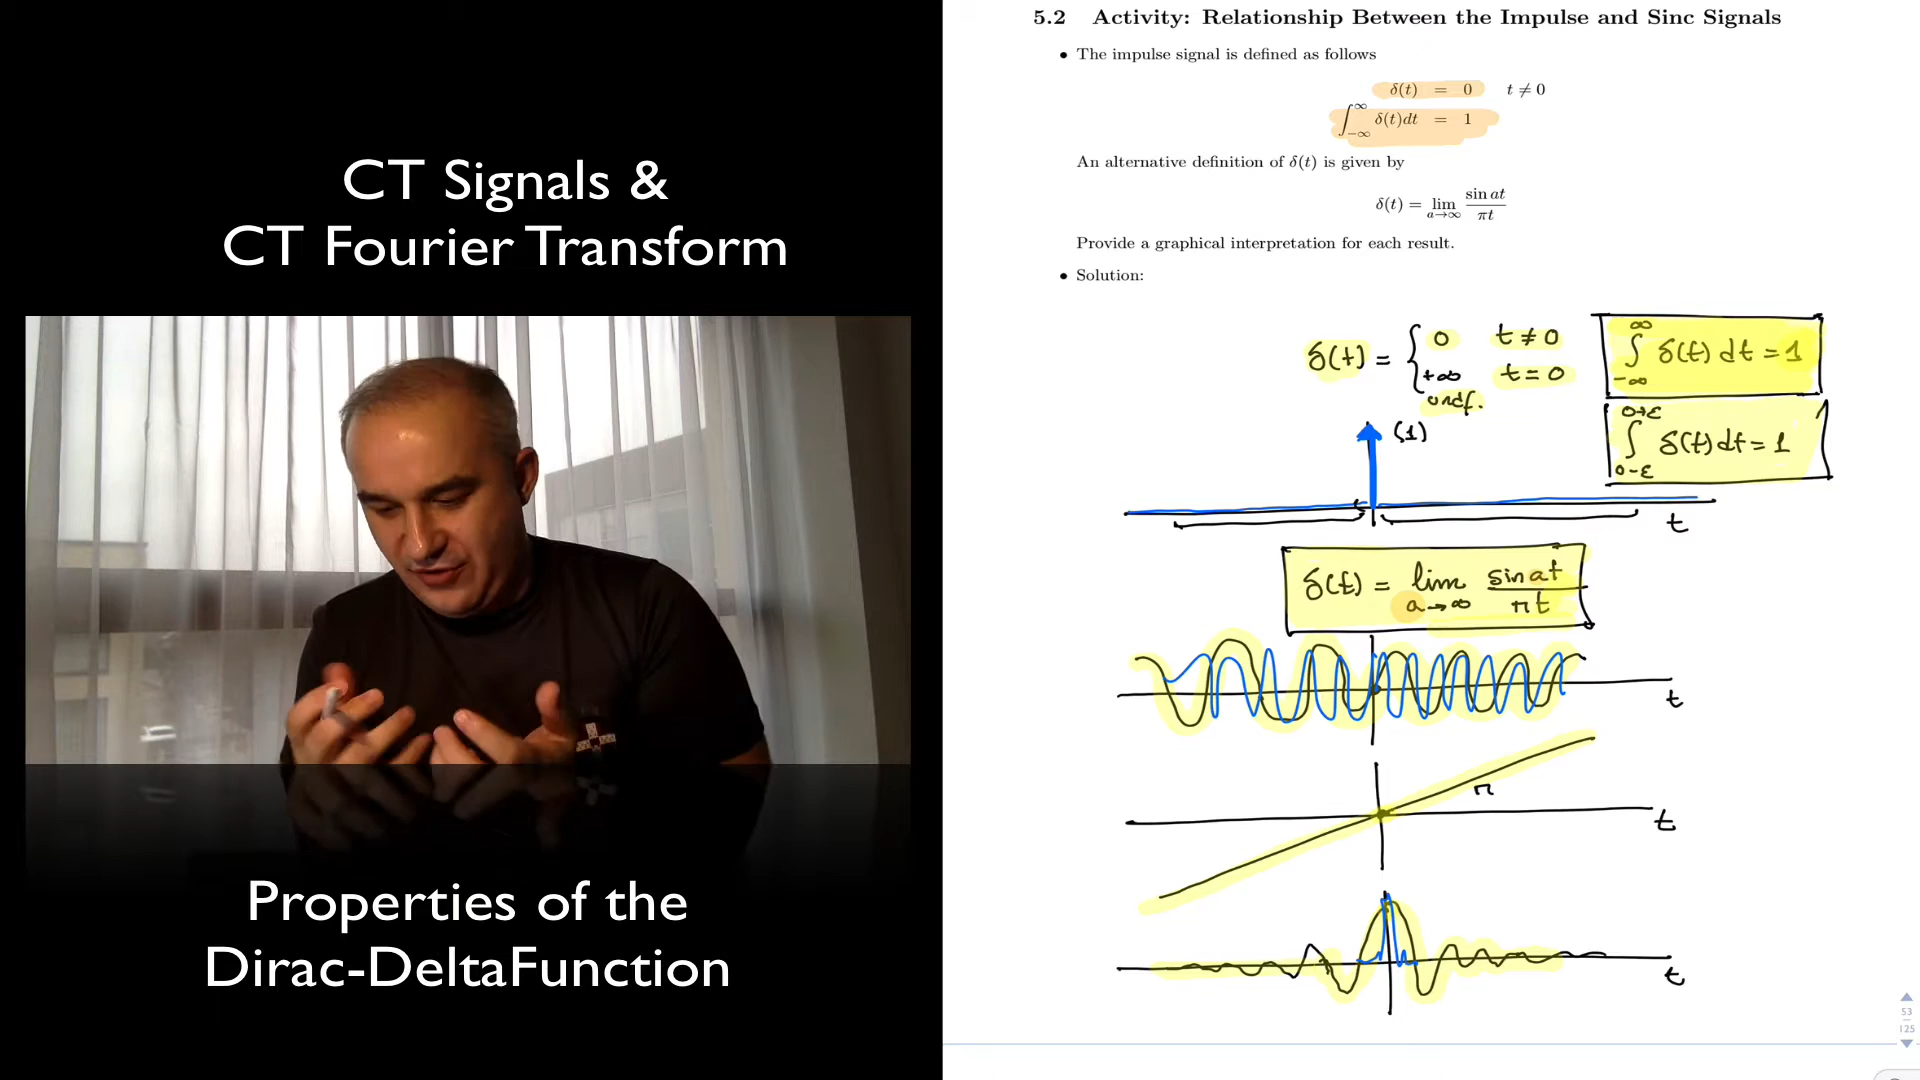 CT Signals &
CT Fourier Transform
Properties of the
Dirac-DeltaFunction
5.2 Activity: Relationship Between the Impulse and Sinc Signals
• The impulse signal is defined as follows
δ(t) = 0 t ≠ 0
∫_{-∞}^{∞} δ(t)dt = 1
An alternative definition of δ(t) is given by
δ(t) = lim_{a→∞} sin at / πt
Provide a graphical interpretation for each result.
• Solution:
δ(t) = { 0 t ≠ 0
+∞ t = 0
undf.
∫_{-∞}^{∞} δ(t) dt = 1
∫_{0-ε}^{0+ε} δ(t) dt = 1
(1)
t
δ(t) = lim_{a→∞} sin at / πt
t
π
t
t
53
125